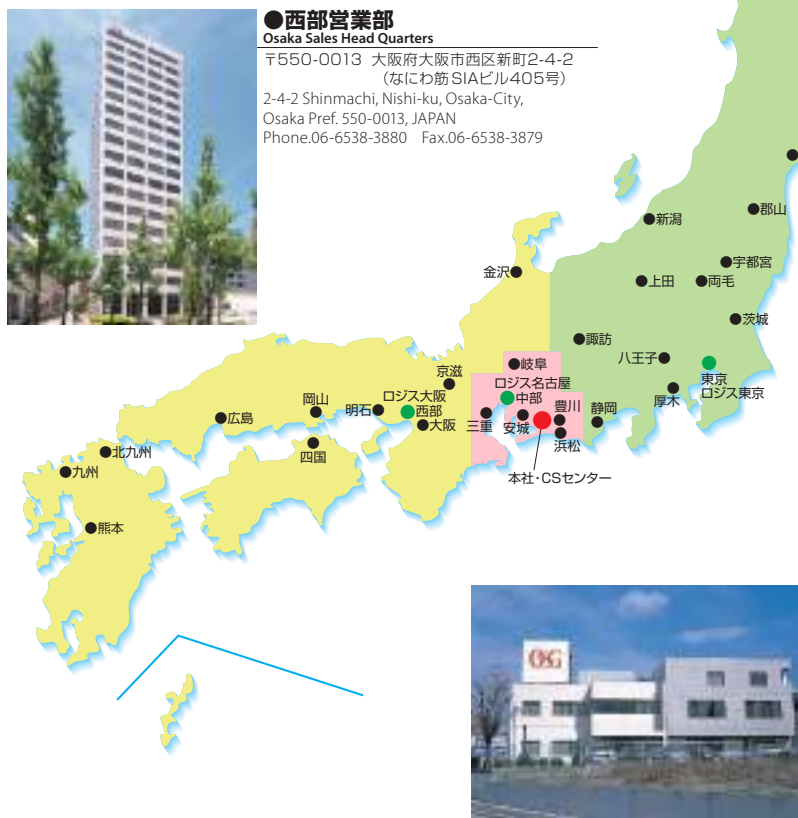 ●西部営業部
Osaka Sales Head Quarters
〒550-0013 大阪府大阪市西区新町2-4-2
(なにわ筋SIAビル405号)
2-4-2 Shinmachi, Nishi-ku, Osaka-City,
Osaka Pref. 550-0013, JAPAN
Phone.06-6538-3880 Fax.06-6538-3879
郡山
新潟
宇都宮
金沢
上田
両毛
茨城
諏訪
八王子
岐阜
京滋
東京
ロジス東京
ロジス名古屋
中部
ロジス大阪
西部
厚木
岡山
明石
豊川
静岡
広島
大阪
三重
安城
浜松
北九州
四国
九州
本社・CSセンター
熊本
OSG